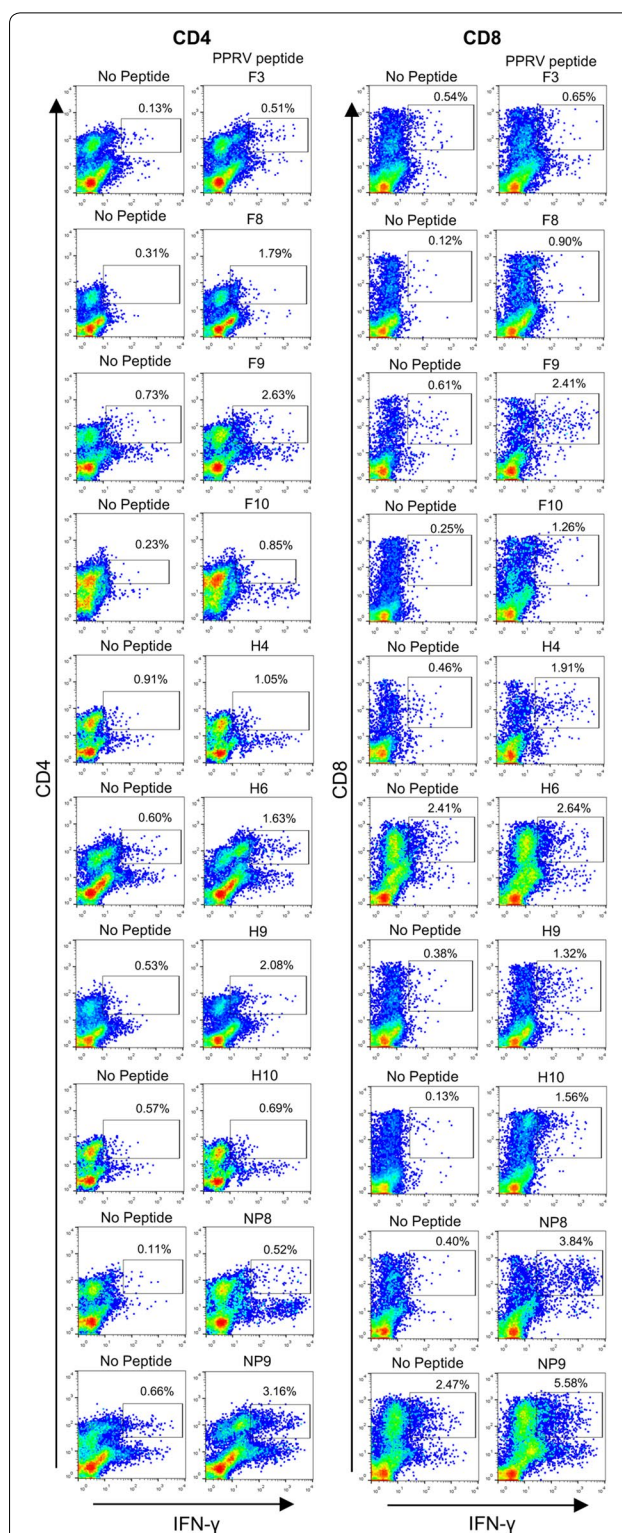 CD4 CD8
PPRV peptide PPRV peptide
No Peptide F3 No Peptide F3
0.13% 0.51% 0.54% 0.65%
No Peptide F8 No Peptide F8
0.31% 1.79% 0.12% 0.90%
No Peptide F9 No Peptide F9
0.73% 2.63% 0.61% 2.41%
No Peptide F10 No Peptide F10
0.23% 0.85% 0.25% 1.26%
No Peptide H4 No Peptide H4
0.91% 1.05% 0.46% 1.91%
No Peptide H6 No Peptide H6
0.60% 1.63% 2.41% 2.64%
No Peptide H9 No Peptide H9
0.53% 2.08% 0.38% 1.32%
No Peptide H10 No Peptide H10
0.57% 0.69% 0.13% 1.56%
No Peptide NP8 No Peptide NP8
0.11% 0.52% 0.40% 3.84%
No Peptide NP9 No Peptide NP9
0.66% 3.16% 2.47% 5.58%
CD4
CD8
IFN-γ IFN-γ